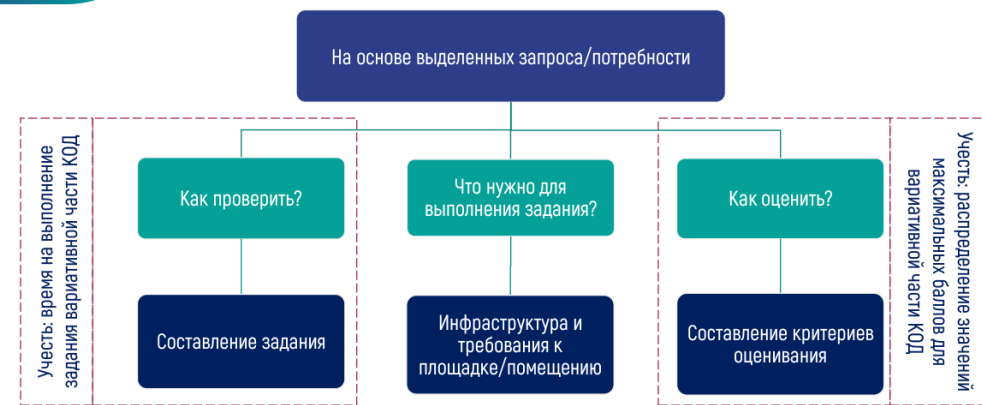 На основе выделенных запроса/потребности
Учесть: время на выполнение
задания вариативной части КОД
Как проверить?
Что нужно для
выполнения задания?
Как оценить?
Составление задания
Инфраструктура и
требования к
площадке/помещению
Составление критериев
оценивания
Учесть: распределение значений
максимальных баллов для
вариативной части КОД